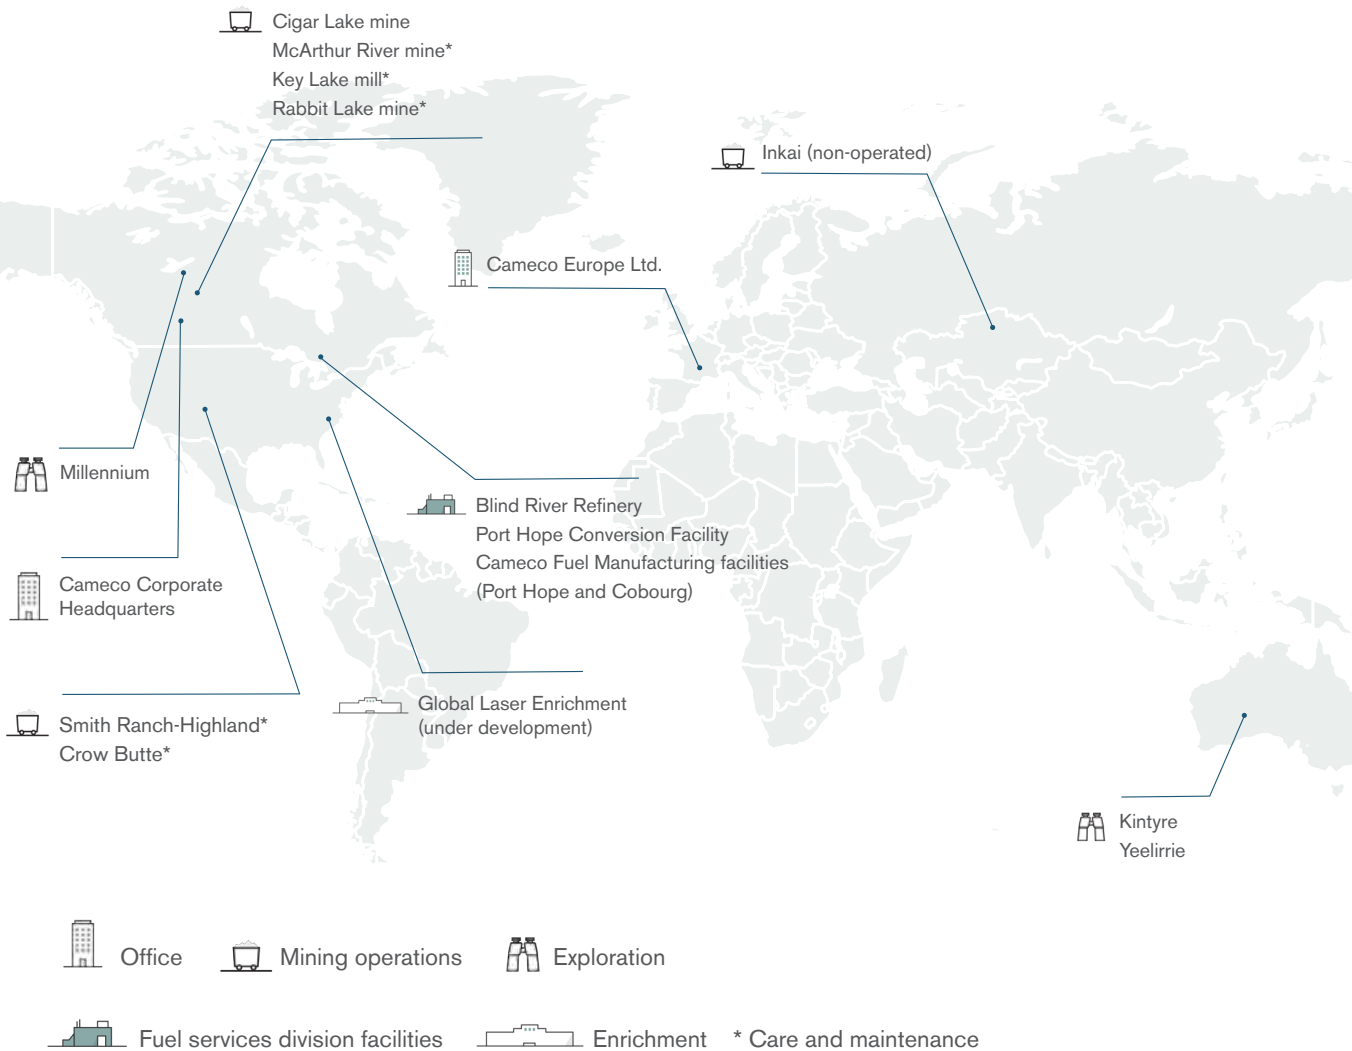 Cigar Lake mine
McArthur River mine*
Key Lake mill*
Rabbit Lake mine*
Inkai (non-operated)
Cameco Europe Ltd.
Millennium
Blind River Refinery
Port Hope Conversion Facility
Cameco Fuel Manufacturing facilities
(Port Hope and Cobourg)
Cameco Corporate
Headquarters
Global Laser Enrichment
(under development)
Smith Ranch-Highland*
Crow Butte*
Kintyre
Yeelirrie
Office
Mining operations
Exploration
Fuel services division facilities
Enrichment
* Care and maintenance